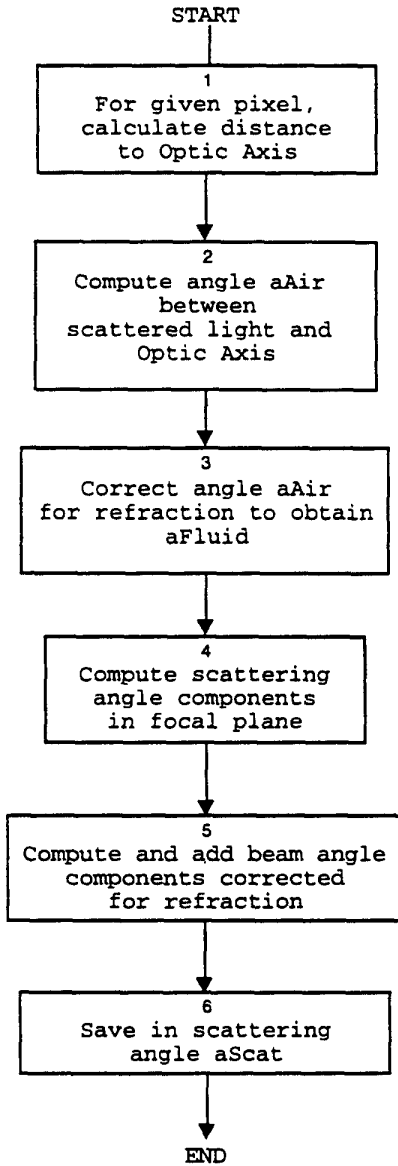 START
1
For given pixel,
calculate distance
to Optic Axis
2
Compute angle aAir
between
scattered light and
Optic Axis
3
Correct angle aAir
for refraction to obtain
aFluid
4
Compute scattering
angle components
in focal plane
5
Compute and add beam angle
components corrected
for refraction
6
Save in scattering
angle aScat
END